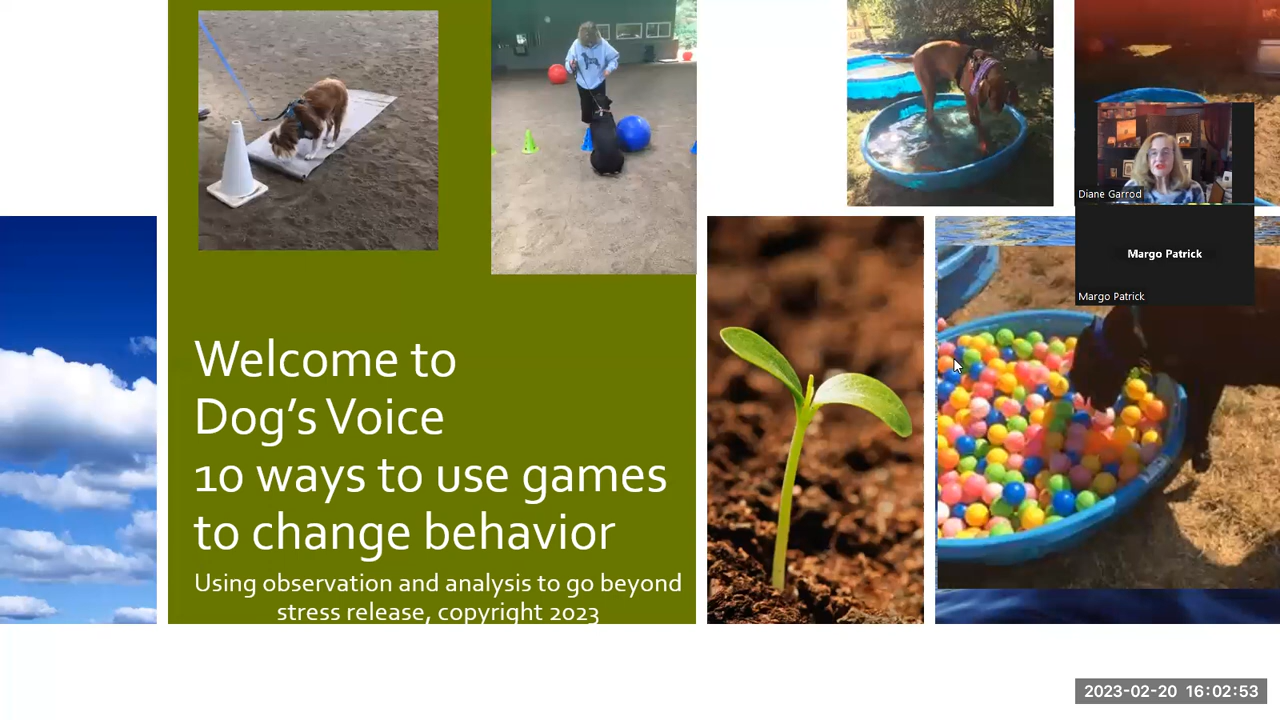 Welcome to
Dog’s Voice
10 ways to use games
to change behavior
Using observation and analysis to go beyond
stress release, copyright 2023
Diane Garrod
Margo Patrick
Margo Patrick
2023-02-20 16:02:53